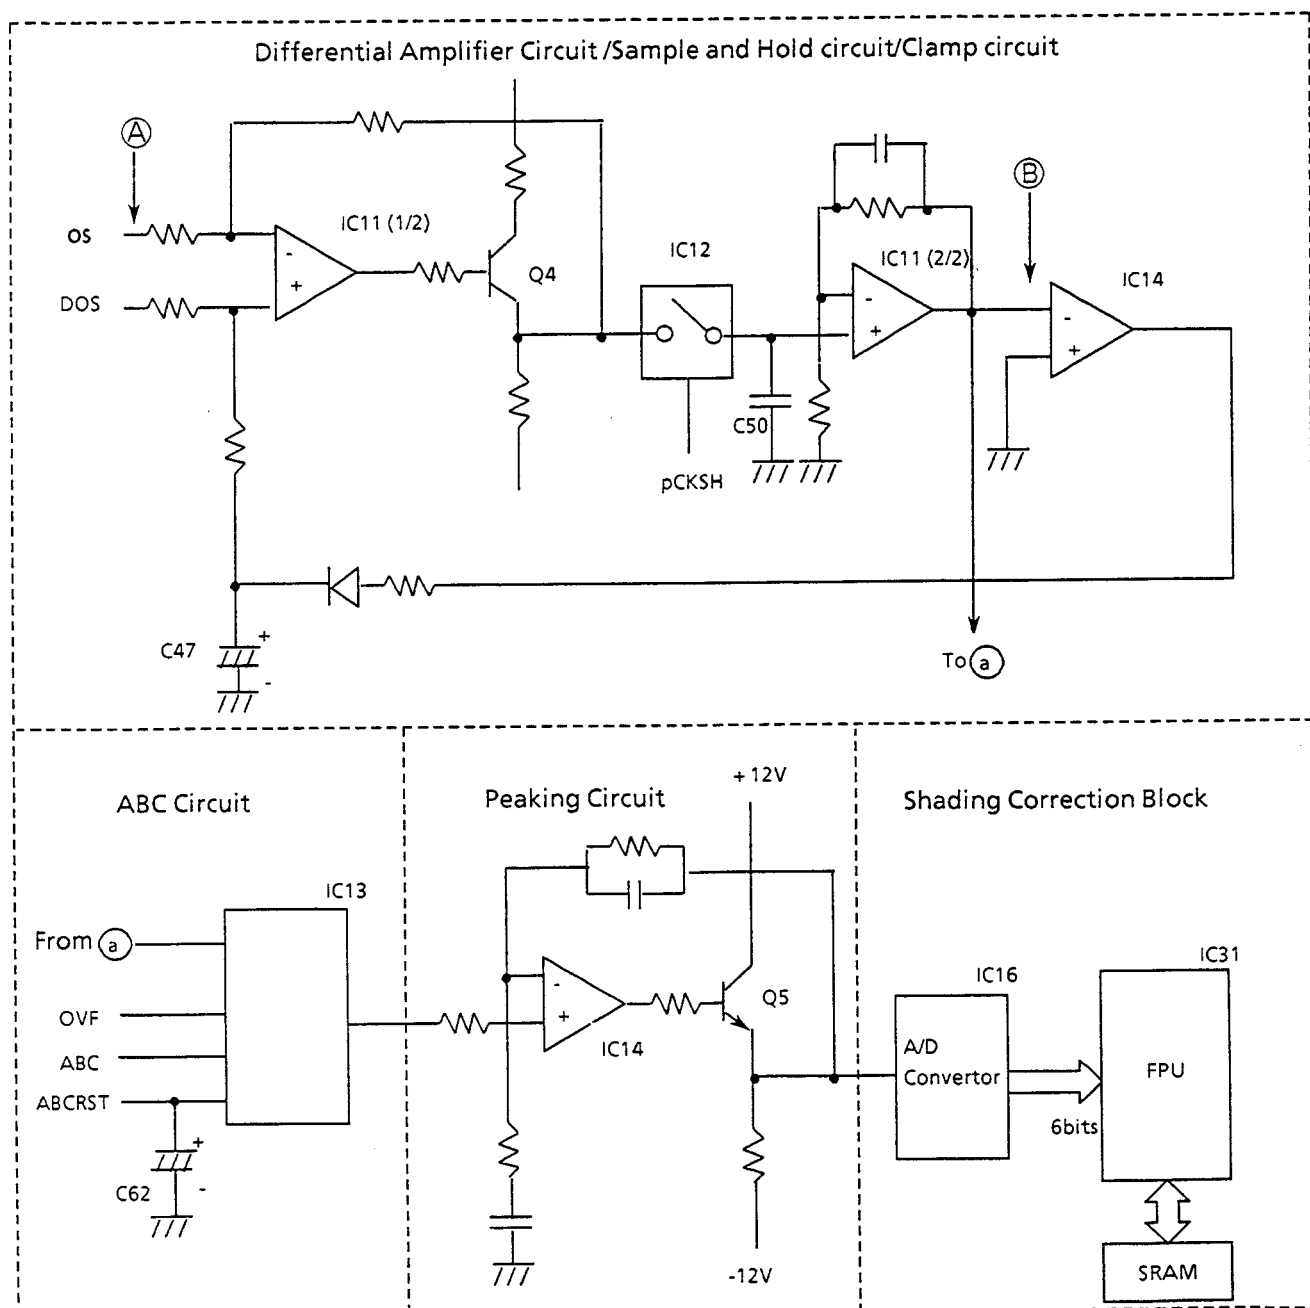 Differential Amplifier Circuit /Sample and Hold circuit/Clamp circuit
A
OS
DOS
IC11 (1/2)
-
+
Q4
IC12
pCKSH
C50
IC11 (2/2)
-
+
B
IC14
-
+
C47
+
-
To a
ABC Circuit
IC13
From a
OVF
ABC
ABCRST
+
C62
-
Peaking Circuit
+12V
-
+
IC14
Q5
-12V
Shading Correction Block
IC16
A/D
Convertor
6bits
IC31
FPU
SRAM